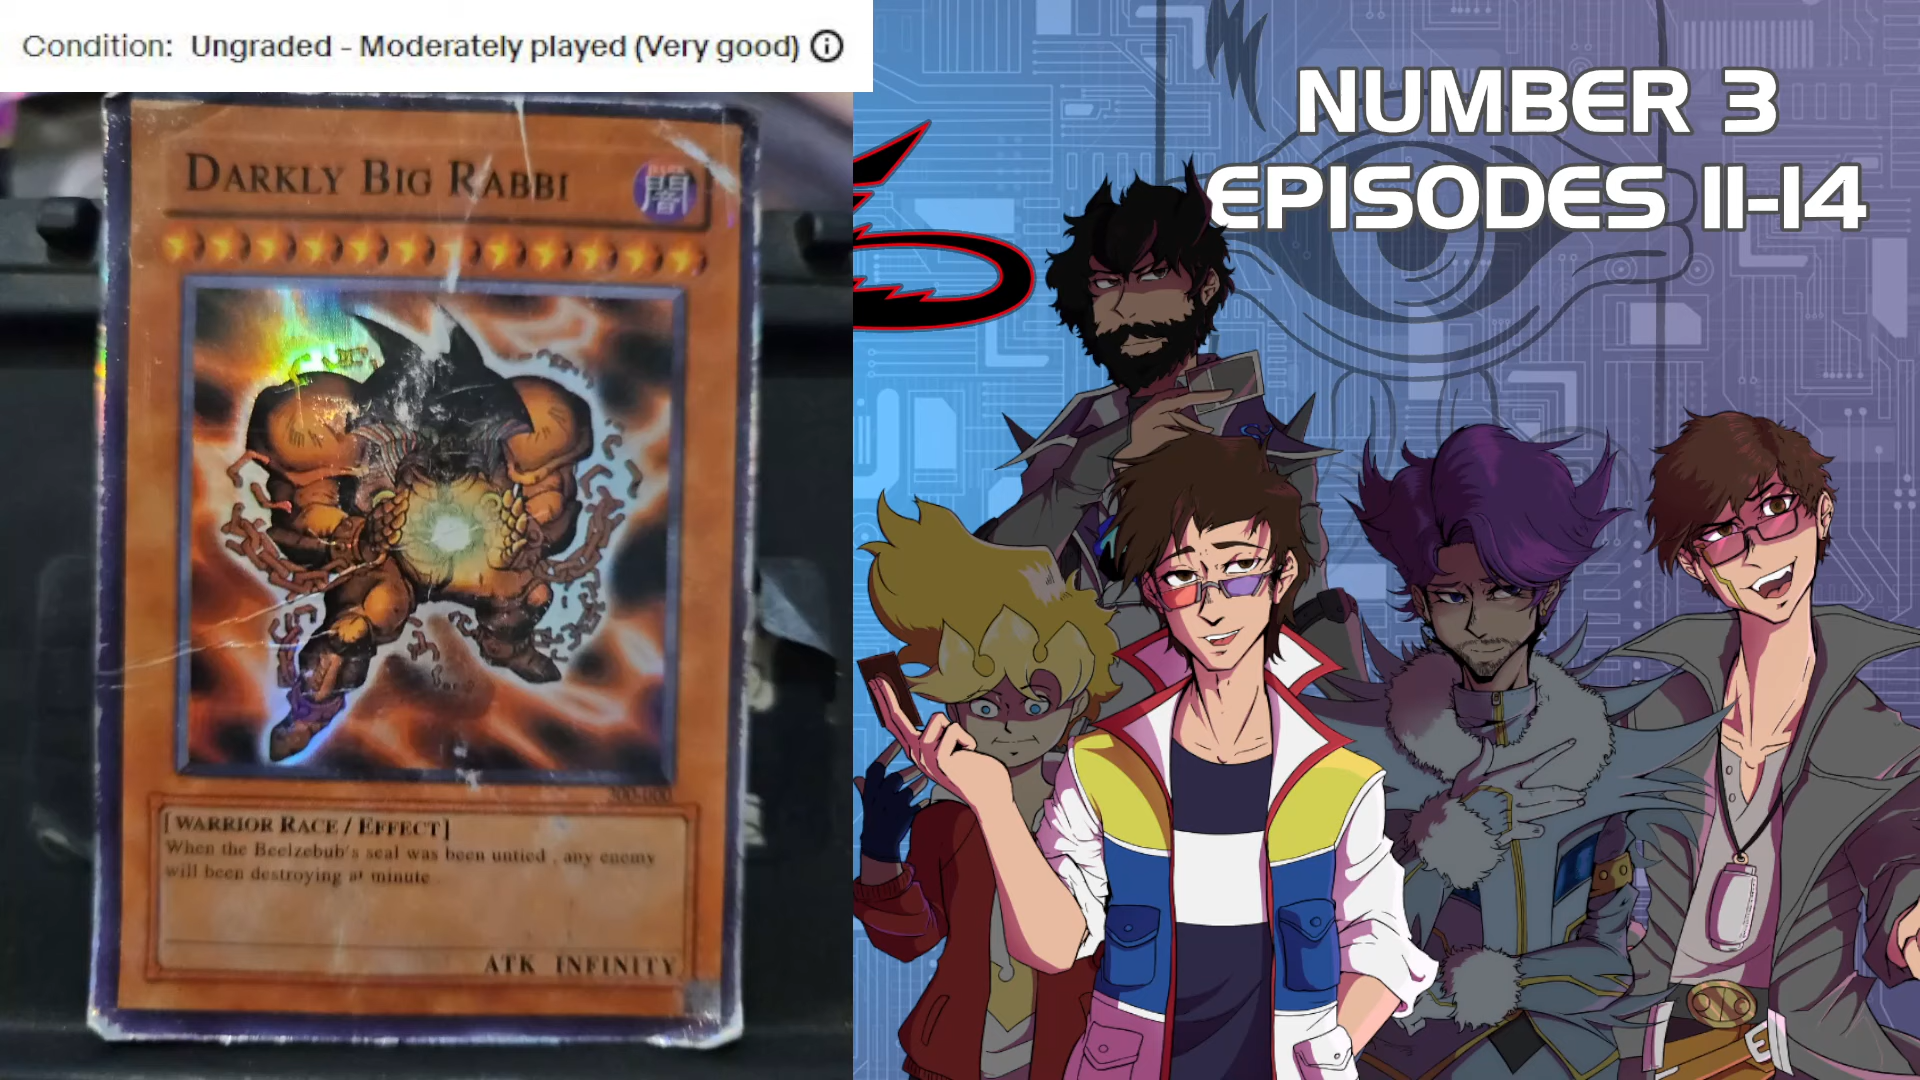 Condition: Ungraded - Moderately played (Very good)
DARKLY BIG RABBI
DARK
闇
[WARRIOR RACE / EFFECT]
When the Beelzebub's seal was been untied , any enemy
will been destroying at minute .
ATK INFINITY
NUMBER 3
EPISODES 11-14